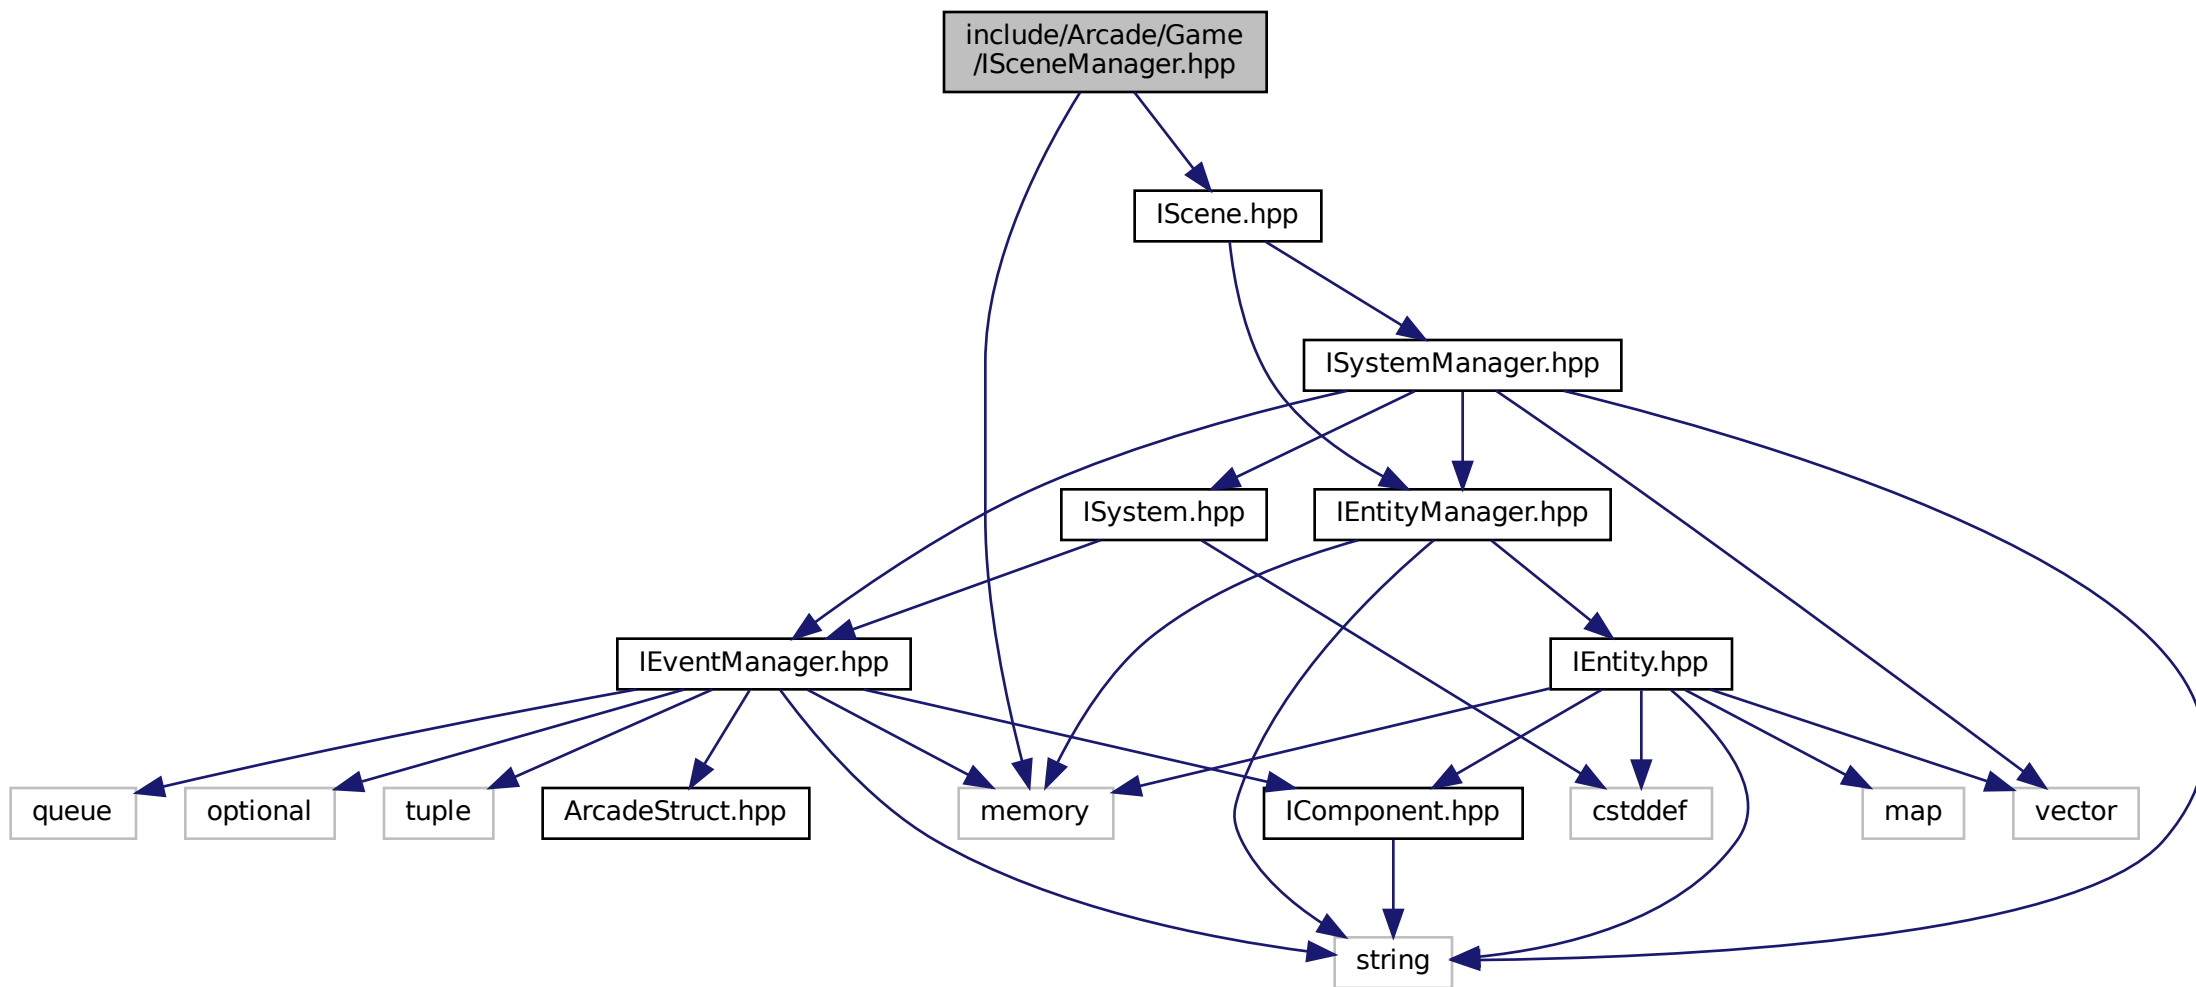 include/Arcade/Game
/ISceneManager.hpp
IScene.hpp
ISystemManager.hpp
ISystem.hpp
IEntityManager.hpp
IEventManager.hpp
IEntity.hpp
queue
optional
tuple
ArcadeStruct.hpp
memory
IComponent.hpp
cstddef
map
vector
string